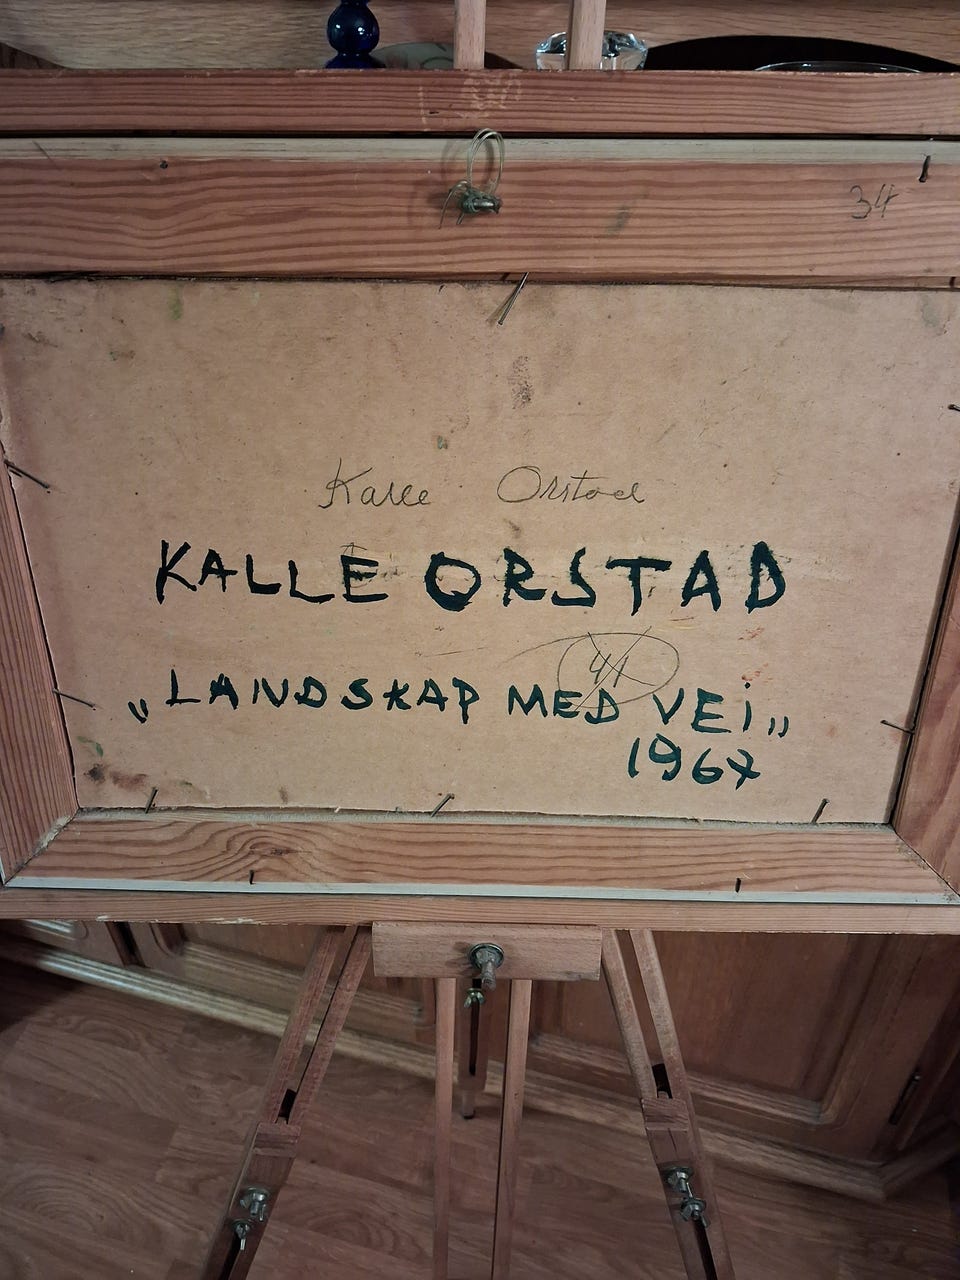 34
Kalle Orstad
KALLE ORSTAD
41
„LANDSKAP MED VEI„
1967